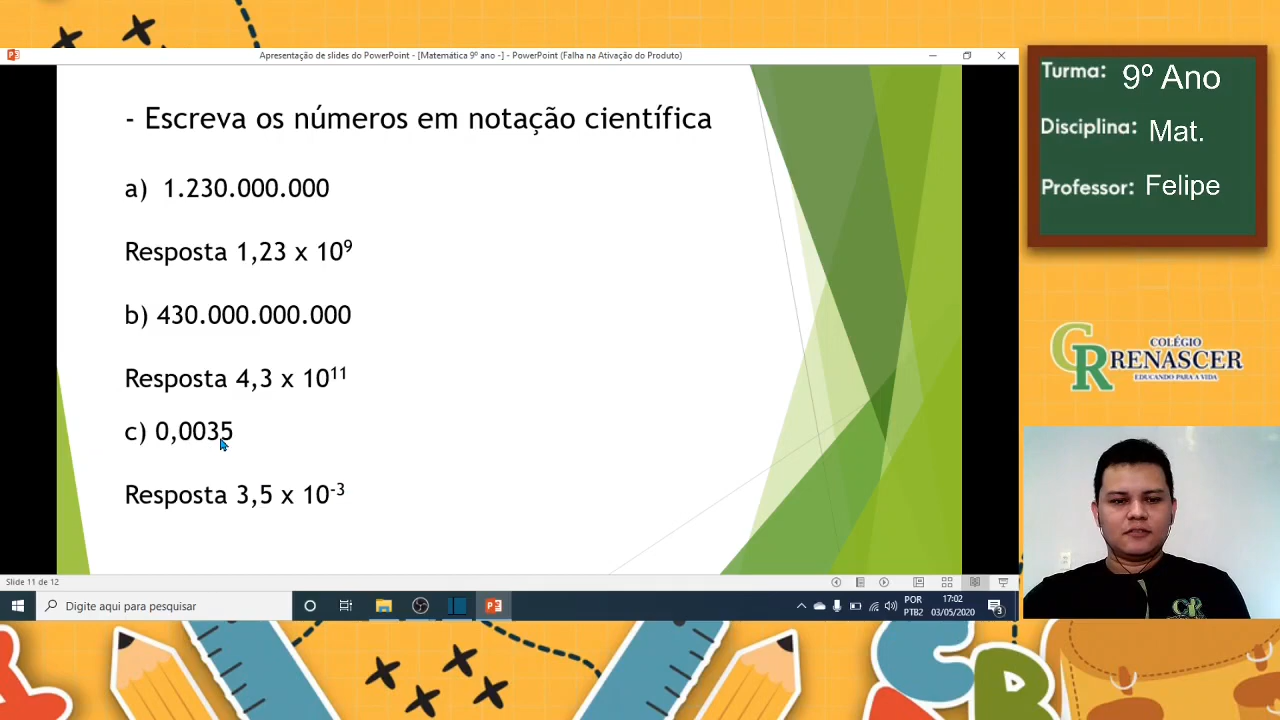 Apresentação de slides do PowerPoint - [Matemática 9º ano -] - PowerPoint (Falha na Ativação do Produto)
- Escreva os números em notação científica
a) 1.230.000.000
Resposta 1,23 x 10⁹
b) 430.000.000.000
Resposta 4,3 x 10¹¹
c) 0,0035
Resposta 3,5 x 10⁻³
Slide 11 de 12
Digite aqui para pesquisar
POR
PTB2
17:02
03/05/2020
3
Turma: 9º Ano
Disciplina: Mat.
Professor: Felipe
CR
COLÉGIO
RENASCER
EDUCANDO PARA A VIDA
CR